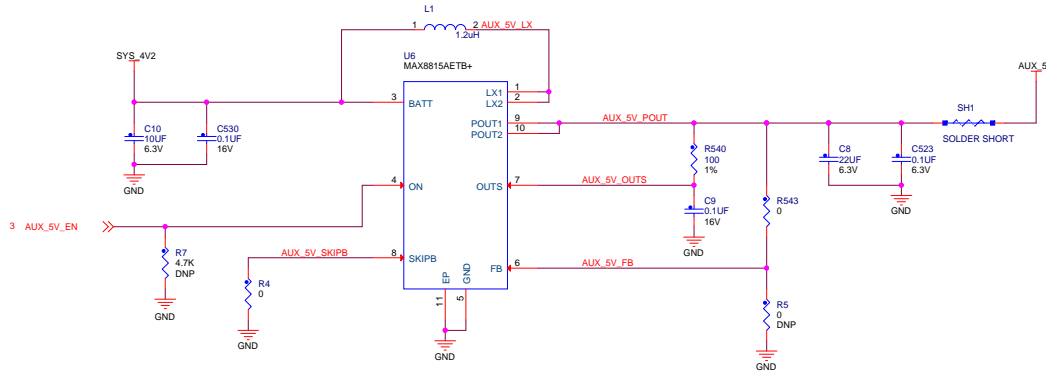 L1
1
2
AUX_5V_LX
1.2uH
SYS_4V2
U6
MAX8815AETB+
AUX_5
3
BATT
LX1
1
LX2
2
SH1
C10
10UF
6.3V
C530
0.1UF
16V
POUT1
9
AUX_5V_POUT
POUT2
10
SOLDER SHORT
R540
100
1%
C8
22UF
6.3V
C523
0.1UF
6.3V
GND
4
ON
OUTS
7
AUX_5V_OUTS
C9
0.1UF
16V
R543
0
GND
3 AUX_5V_EN
GND
R7
4.7K
DNP
AUX_5V_SKIPB
8
SKIPB
FB
6
AUX_5V_FB
R4
0
EP
GND
11
5
R5
0
DNP
GND
GND
GND
GND